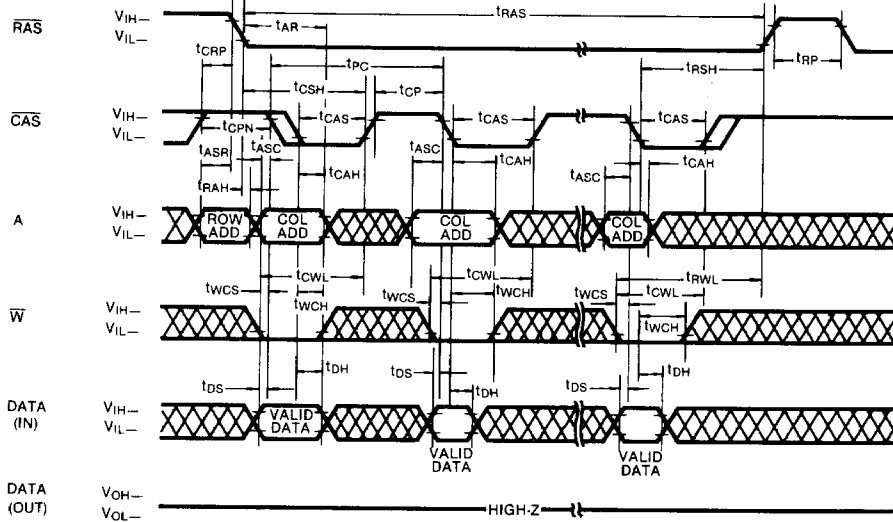 tRAS
RAS
VIH—
VIL—
tAR
tCRP
tRP
tPC
tRSH
tCSH
tCP
CAS
VIH—
VIL—
tCAS
tCAS
tCAS
tCPN
tASR
tASC
tASC
tCAH
tCAH
tCAH
tASC
tRAH
A
VIH—
VIL—
ROW ADD
COL ADD
COL ADD
COL ADD
tCWL
tCWL
tRWL
tCWL
tWCS
tWCH
tWCS
tWCH
tWCS
tWCH
W
VIH—
VIL—
tDH
tDS
tDS
tDH
tDS
tDH
DATA (IN)
VIH—
VIL—
VALID DATA
VALID DATA
VALID DATA
DATA (OUT)
VOH—
VOL—
HIGH-Z